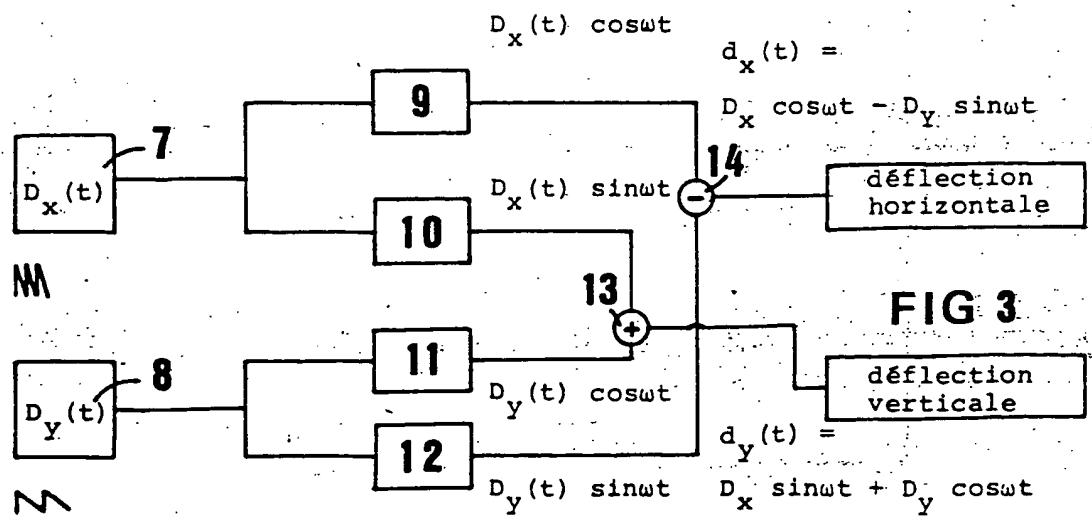 D_x(t) cosωt
d_x(t) =
9
D_x cosωt - D_y sinωt
7
14
D_x(t)
D_x(t) sinωt
-
déflection
horizontale
10
13
FIG 3
+
8
11
déflection
verticale
D_y(t)
D_y(t) cosωt
12
d_y(t) =
D_y(t) sinωt
D_x sinωt + D_y cosωt